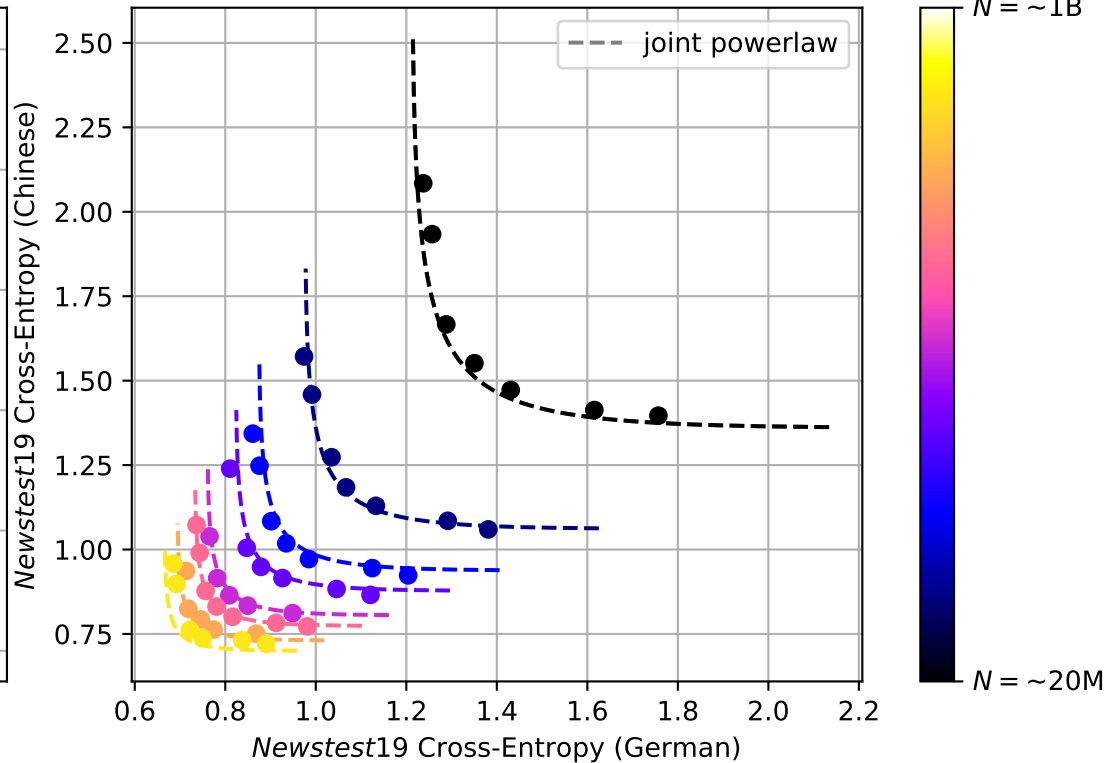 N = ~1B
joint powerlaw
2.50
2.25
2.00
1.75
1.50
1.25
1.00
0.75
Newstest19 Cross-Entropy (Chinese)
0.6 0.8 1.0 1.2 1.4 1.6 1.8 2.0 2.2
Newstest19 Cross-Entropy (German)
N = ~20M